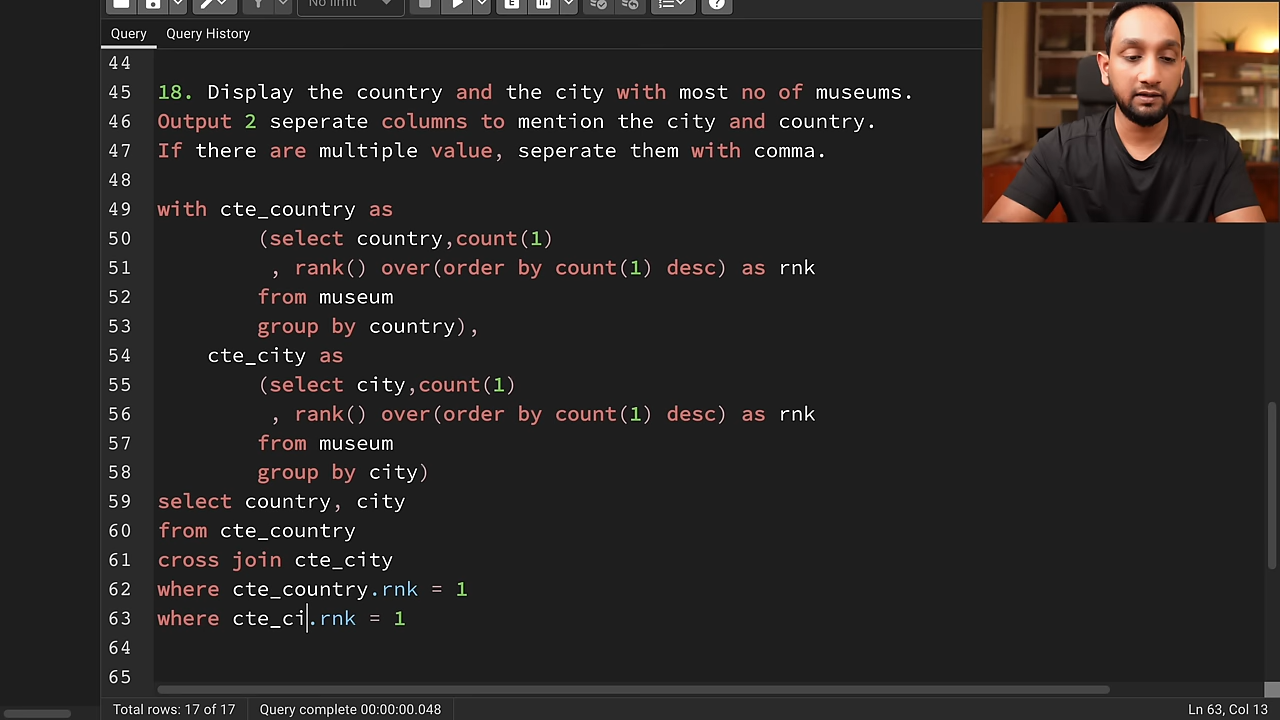 No limit
Query Query History
44
45 18. Display the country and the city with most no of museums.
46 Output 2 seperate columns to mention the city and country.
47 If there are multiple value, seperate them with comma.
48
49 with cte_country as
50 (select country,count(1)
51 , rank() over(order by count(1) desc) as rnk
52 from museum
53 group by country),
54 cte_city as
55 (select city,count(1)
56 , rank() over(order by count(1) desc) as rnk
57 from museum
58 group by city)
59 select country, city
60 from cte_country
61 cross join cte_city
62 where cte_country.rnk = 1
63 where cte_ci.rnk = 1
64
65
Total rows: 17 of 17 Query complete 00:00:00.048 Ln 63, Col 13